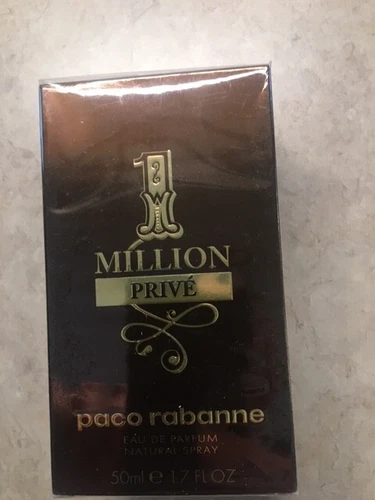 1
MILLION
PRIVÉ
paco rabanne
EAU DE PARFUM
NATURAL SPRAY
50ml e 1.7 FL OZ